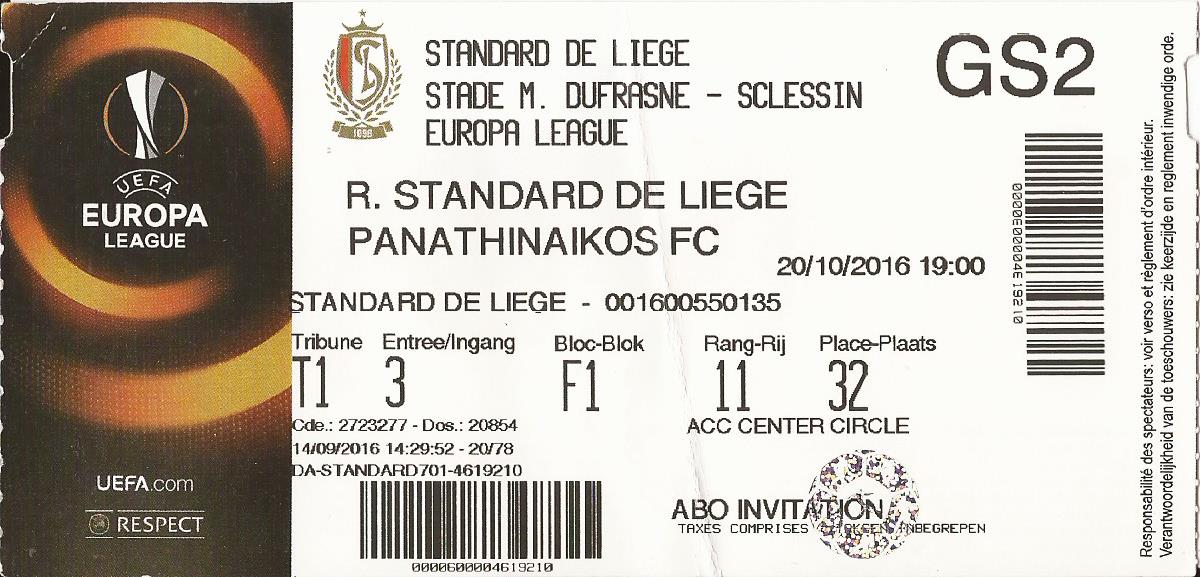 UEFA
EUROPA
LEAGUE
UEFA.com
RESPECT
1898
STANDARD DE LIEGE
STADE M. DUFRASNE - SCLESSIN
EUROPA LEAGUE
GS2
R. STANDARD DE LIEGE
PANATHINAIKOS FC
20/10/2016 19:00
STANDARD DE LIEGE - 001600550135
Tribune Entree/Ingang Bloc-Blok Rang-Rij Place-Plaats
T1 3 F1 11 32
Cde.: 2723277 - Dos.: 20854
ACC CENTER CIRCLE
14/09/2016 14:29:52 - 20/78
DA-STANDARD701-4619210
ABO INVITATION
TAXES COMPRISES INBEGREPEN
0000600004619210
0000600004619210
Responsabilité des spectateurs: voir verso et règlement d'ordre intérieur.
Verantwoordelijkheid van de toeschouwers: zie keerzijde en reglement inwendige orde.